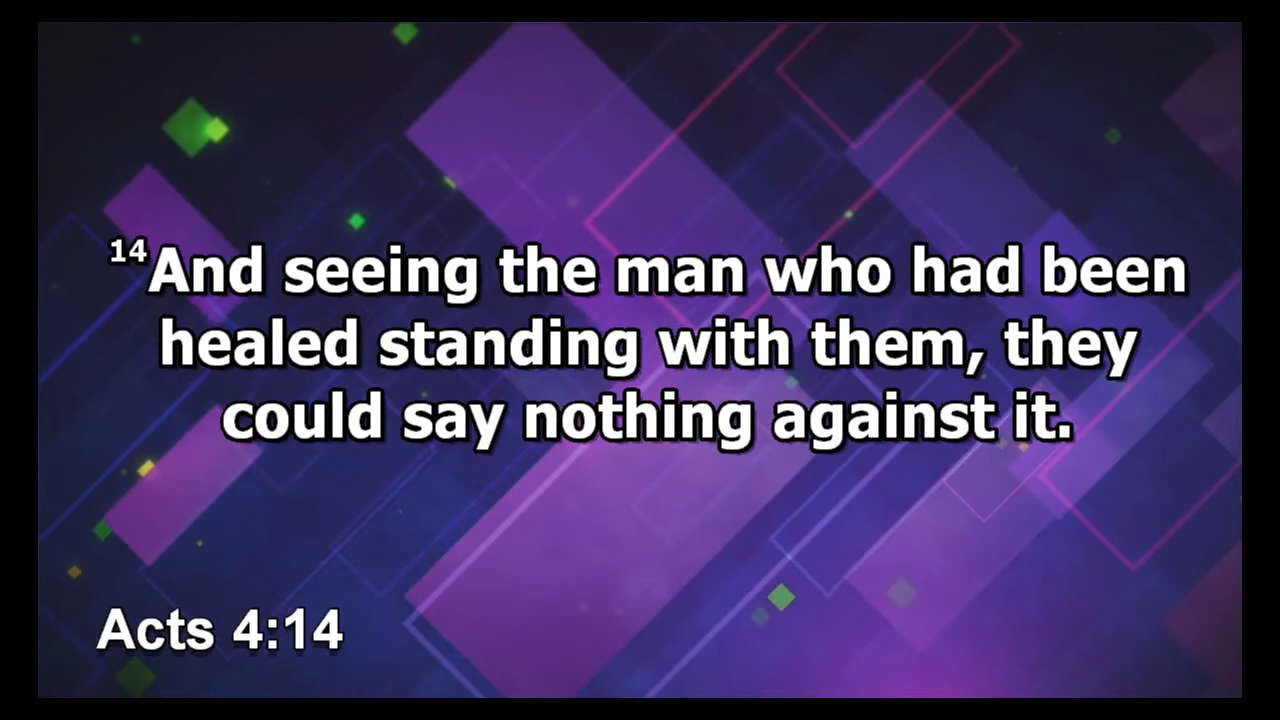 14And seeing the man who had been
healed standing with them, they
could say nothing against it.
Acts 4:14